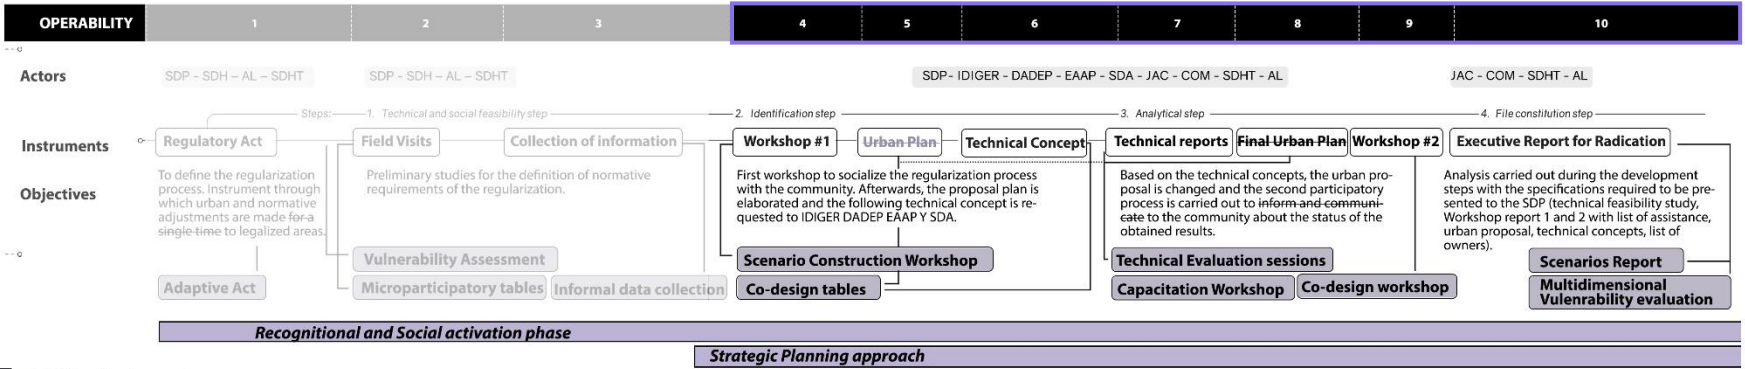 OPERABILITY 1 2 3 4 5 6 7 8 9 10
Actors SDP - SDH – AL – SDHT SDP - SDH – AL – SDHT SDP- IDIGER - DADEP - EAAP - SDA - JAC - COM - SDHT - AL JAC - COM - SDHT - AL
Steps: 1. Technical and social feasibility step 2. Identification step 3. Analytical step 4. File constitution step
Instruments Regulatory Act Field Visits Collection of information Workshop #1 Urban Plan Technical Concept Technical reports Final Urban Plan Workshop #2 Executive Report for Radication
Objectives
To define the regularization
process. Instrument through
which urban and normative
adjustments are made for a
single time to legalized areas.
Preliminary studies for the definition of normative
requirements of the regularization.
First workshop to socialize the regularization process
with the community. Afterwards, the proposal plan is
elaborated and the following technical concept is re-
quested to IDIGER DADEP EAAP Y SDA.
Based on the technical concepts, the urban pro-
posal is changed and the second participatory
process is carried out to inform and communi-
cate to the community about the status of the
obtained results.
Analysis carried out during the development
steps with the specifications required to be pre-
sented to the SDP (technical feasibility study,
Workshop report 1 and 2 with list of assistance,
urban proposal, technical concepts, list of
owners).
Vulnerability Assessment Scenario Construction Workshop Technical Evaluation sessions Scenarios Report
Adaptive Act Microparticipatory tables Informal data collection Co-design tables Capacitation Workshop Co-design workshop Multidimensional
Vulenrability evaluation
Recognitional and Social activation phase
Strategic Planning approach